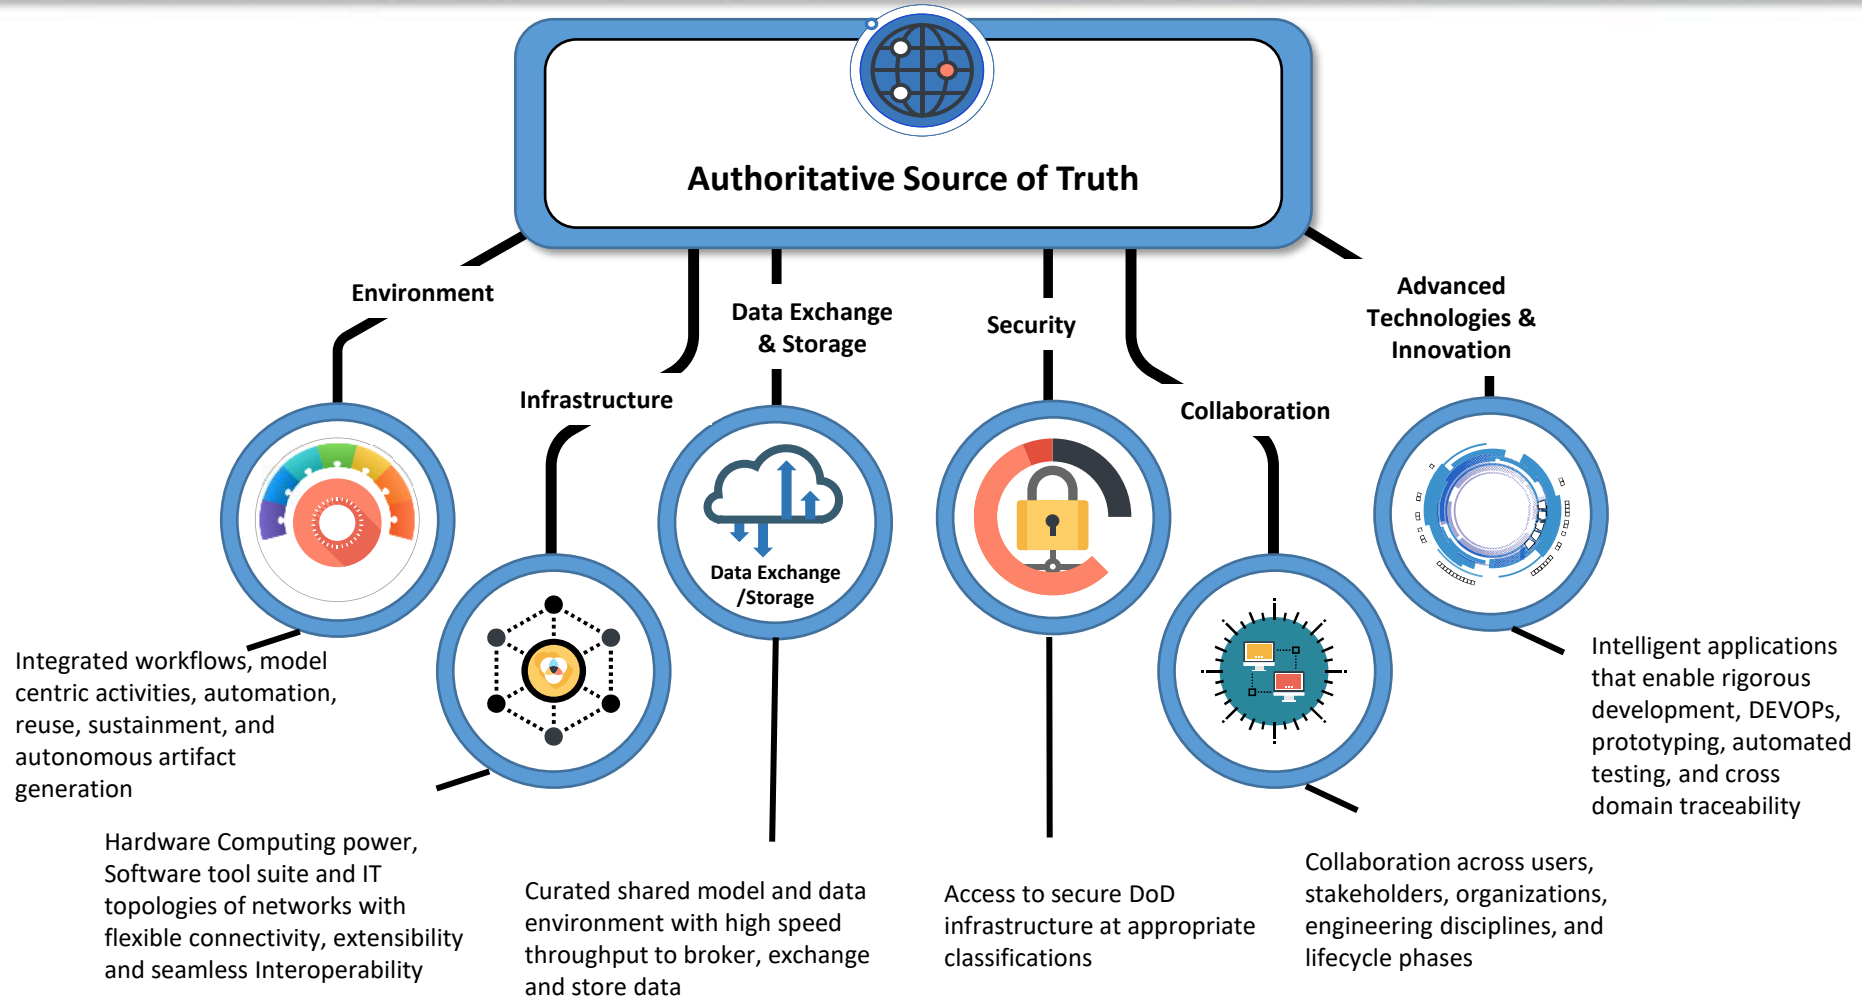 Authoritative Source of Truth
Environment
Infrastructure
Data Exchange
& Storage
Security
Collaboration
Advanced
Technologies &
Innovation
Data Exchange
/Storage
Integrated workflows, model
centric activities, automation,
reuse, sustainment, and
autonomous artifact
generation
Hardware Computing power,
Software tool suite and IT
topologies of networks with
flexible connectivity, extensibility
and seamless Interoperability
Curated shared model and data
environment with high speed
throughput to broker, exchange
and store data
Access to secure DoD
infrastructure at appropriate
classifications
Collaboration across users,
stakeholders, organizations,
engineering disciplines, and
lifecycle phases
Intelligent applications
that enable rigorous
development, DEVOPs,
prototyping, automated
testing, and cross
domain traceability